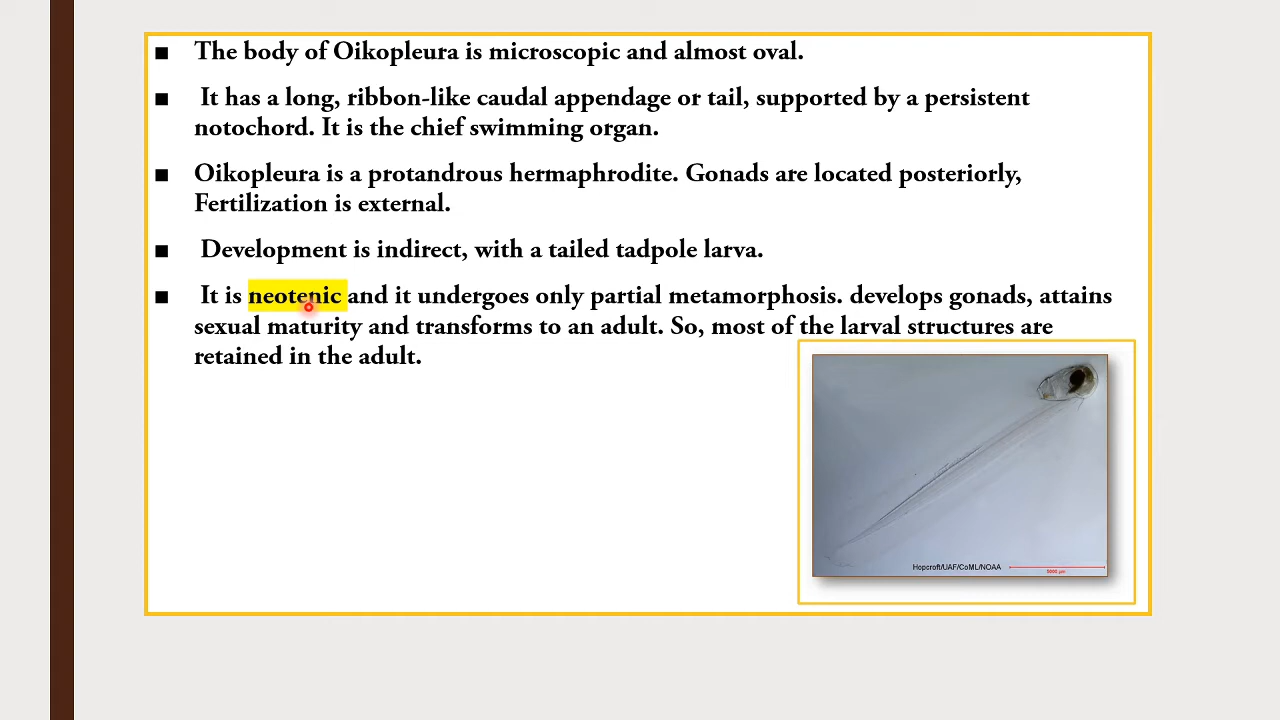 ■ The body of Oikopleura is microscopic and almost oval.
■ It has a long, ribbon-like caudal appendage or tail, supported by a persistent
notochord. It is the chief swimming organ.
■ Oikopleura is a protandrous hermaphrodite. Gonads are located posteriorly,
Fertilization is external.
■ Development is indirect, with a tailed tadpole larva.
■ It is neotenic and it undergoes only partial metamorphosis. develops gonads, attains
sexual maturity and transforms to an adult. So, most of the larval structures are
retained in the adult.
Hopcroft/UAF/CoML/NOAA